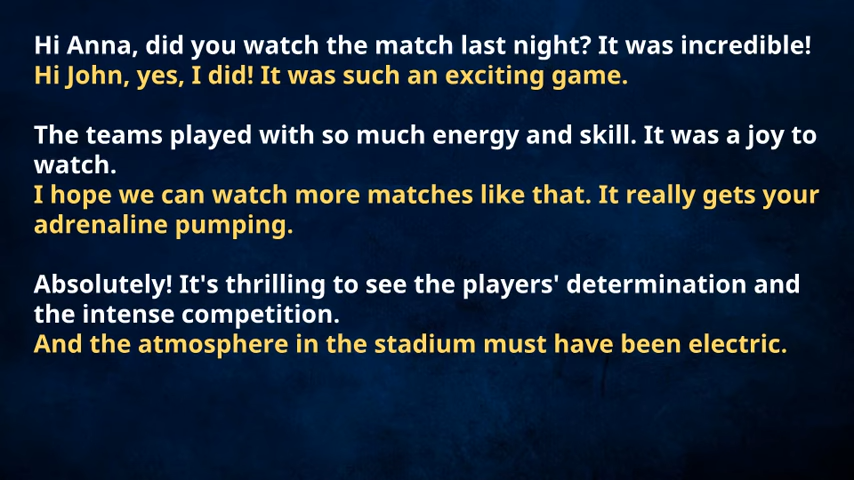 Hi Anna, did you watch the match last night? It was incredible!
Hi John, yes, I did! It was such an exciting game.
The teams played with so much energy and skill. It was a joy to
watch.
I hope we can watch more matches like that. It really gets your
adrenaline pumping.
Absolutely! It's thrilling to see the players' determination and
the intense competition.
And the atmosphere in the stadium must have been electric.